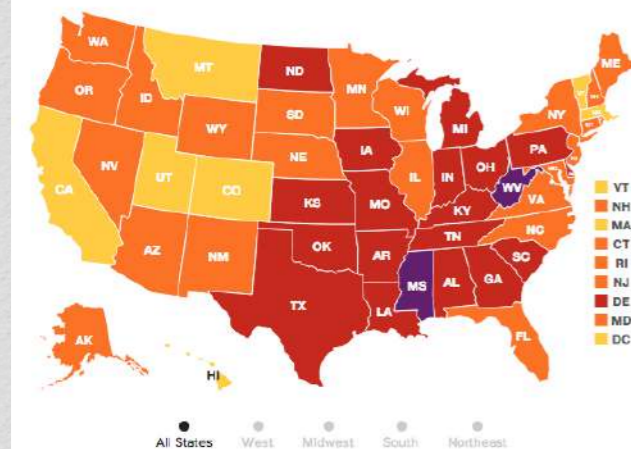 WA
ME
MT
ND
MN
OR
ID
WI
NY
SD
MI
WY
IA
PA
NE
OH
NV
IL
IN
UT
WV
VA
CA
CO
KS
MO
KY
NC
TN
OK
AZ
NM
AR
SC
MS
AL
GA
TX
LA
AK
FL
HI
VT
NH
MA
CT
RI
NJ
DE
MD
DC
All States West Midwest South Northeast